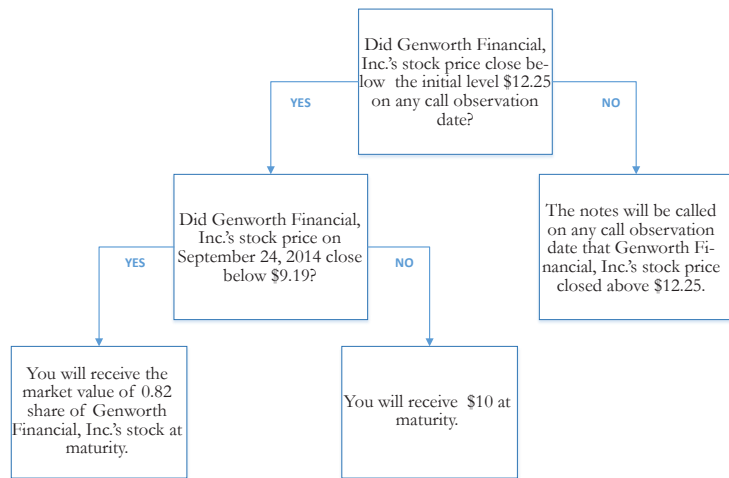 Did Genworth Financial,
Inc.'s stock price close be-
low the initial level $12.25
on any call observation
date?
YES
NO
Did Genworth Financial,
Inc.'s stock price on
September 24, 2014 close
below $9.19?
The notes will be called
on any call observation
date that Genworth Fi-
nancial, Inc.'s stock price
closed above $12.25.
YES
NO
You will receive the
market value of 0.82
share of Genworth
Financial, Inc.'s stock at
maturity.
You will receive $10 at
maturity.